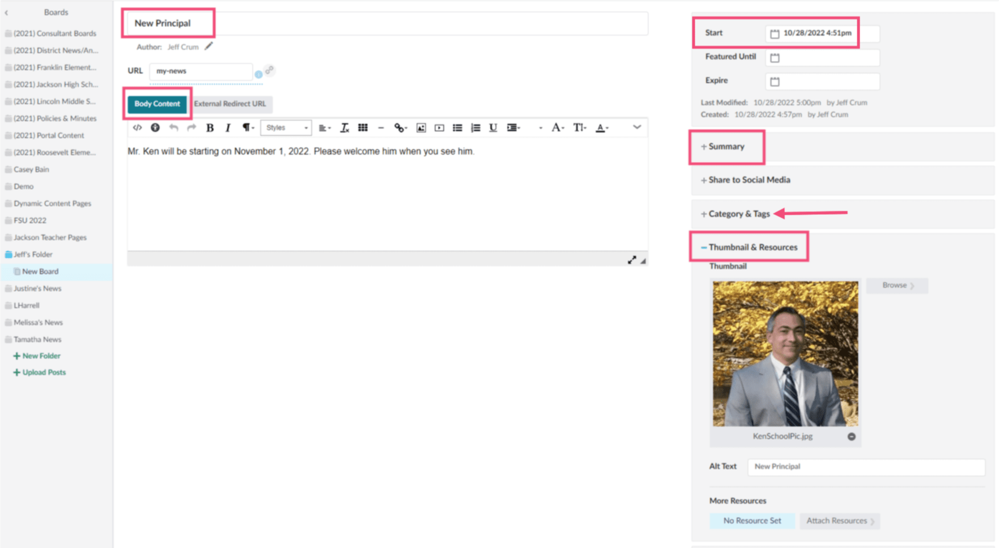 Boards
(2021) Consultant Boards
(2021) District News/An...
(2021) Franklin Element...
(2021) Jackson High Sch...
(2021) Lincoln Middle S...
(2021) Policies & Minutes
(2021) Portal Content
(2021) Roosevelt Eleme...
Casey Bain
Demo
Dynamic Content Pages
FSU 2022
Jackson Teacher Pages
Jeff's Folder
New Board
Justine's News
LHarrell
Melissa's News
Tamatha News
+ New Folder
+ Upload Posts
New Principal
Author: Jeff Crum
URL my-news
Body Content External Redirect URL
Styles
Mr. Ken will be starting on November 1, 2022. Please welcome him when you see him.
Start 10/28/2022 4:51pm
Featured Until
Expire
Last Modified: 10/28/2022 5:00pm by Jeff Crum
Created: 10/28/2022 4:57pm by Jeff Crum
+ Summary
+ Share to Social Media
+ Category & Tags
− Thumbnail & Resources
Thumbnail
Browse
KenSchoolPic.jpg
Alt Text New Principal
More Resources
No Resource Set Attach Resources